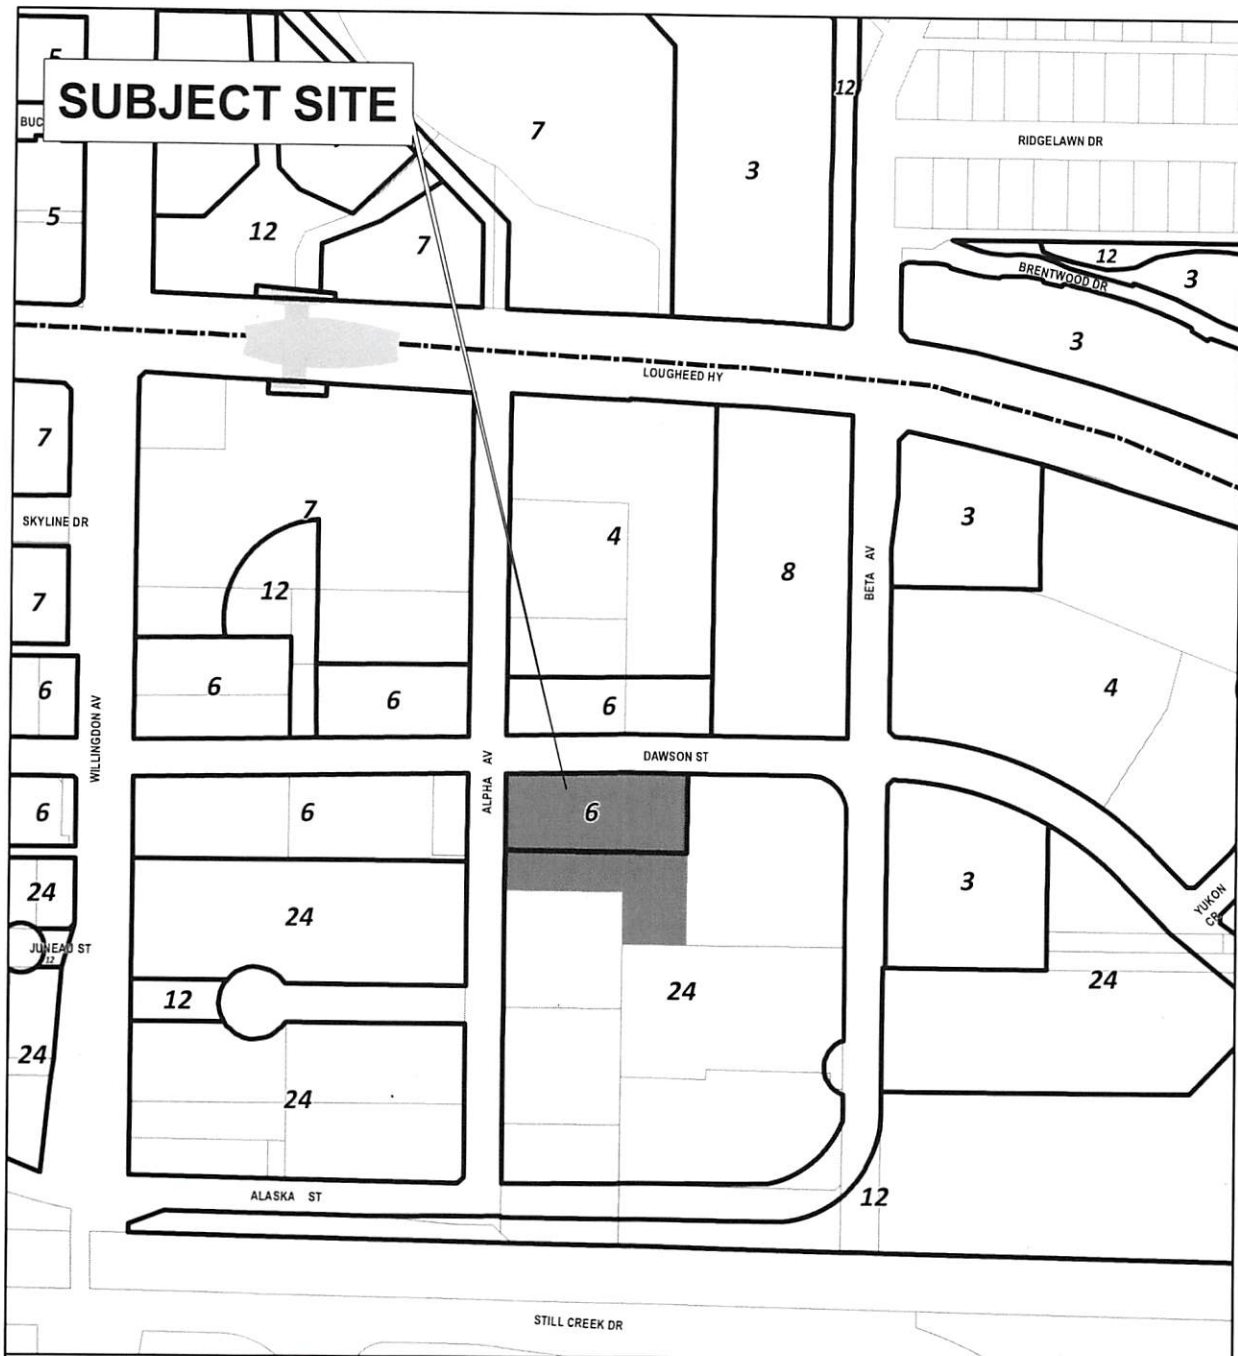 5
SUBJECT SITE
BUC
12
7
3
RIDGELAWN DR
5
12
7
12
BRENTWOOD DR
3
3
LOUGHEED HY
7
SKYLINE DR
7
4
3
12
8
BETA AV
7
6
6
6
6
4
WILLINGDON AV
ALPHA AV
DAWSON ST
6
6
6
24
24
3
YUKON CR
JUNEAU ST
12
12
24
24
24
24
ALASKA ST
12
STILL CREEK DR